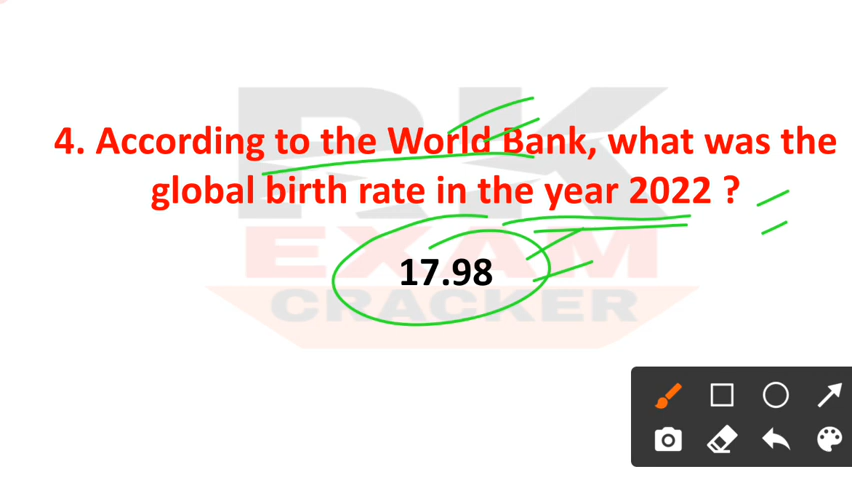 4. According to the World Bank, what was the
global birth rate in the year 2022 ?
17.98
RK
EXAM
CRACKER